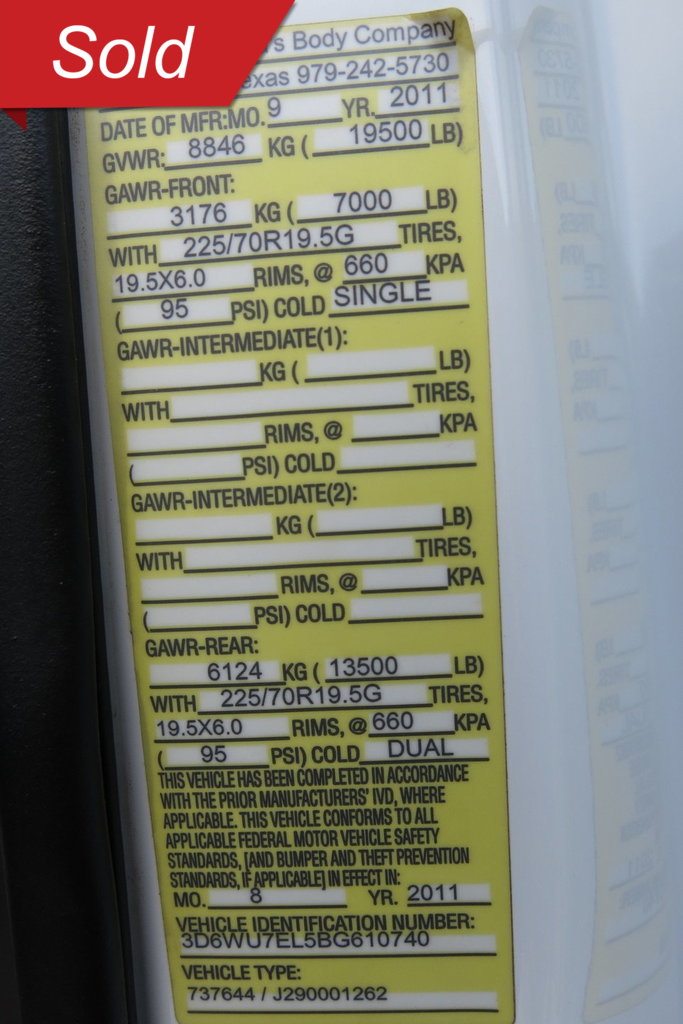 Sold
s Body Company
exas 979-242-5730
DATE OF MFR:MO. 9 YR. 2011
GVWR: 8846 KG ( 19500 LB)
GAWR-FRONT:
3176 KG ( 7000 LB)
WITH 225/70R19.5G TIRES,
19.5X6.0 RIMS, @ 660 KPA
( 95 PSI) COLD SINGLE
GAWR-INTERMEDIATE(1):
KG ( LB)
WITH TIRES,
RIMS, @ KPA
( PSI) COLD
GAWR-INTERMEDIATE(2):
KG ( LB)
WITH TIRES,
RIMS, @ KPA
( PSI) COLD
GAWR-REAR:
6124 KG ( 13500 LB)
WITH 225/70R19.5G TIRES,
19.5X6.0 RIMS, @ 660 KPA
( 95 PSI) COLD DUAL
THIS VEHICLE HAS BEEN COMPLETED IN ACCORDANCE
WITH THE PRIOR MANUFACTURERS' IVD, WHERE
APPLICABLE. THIS VEHICLE CONFORMS TO ALL
APPLICABLE FEDERAL MOTOR VEHICLE SAFETY
STANDARDS, [AND BUMPER AND THEFT PREVENTION
STANDARDS, IF APPLICABLE] IN EFFECT IN:
MO. 8 YR. 2011
VEHICLE IDENTIFICATION NUMBER:
3D6WU7EL5BG610740
VEHICLE TYPE:
737644 / J290001262